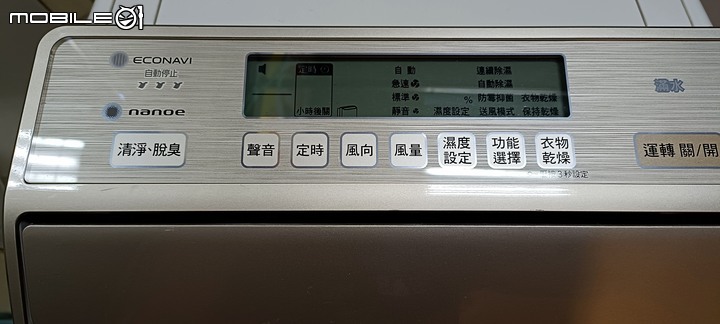 MOBILE01
ECONAVI
自動停止
nanoe
清淨、脫臭
定時
小時後關
自動
急速
標準
靜音
%
濕度設定
連續除濕
自動除濕
防霉抑菌 衣物乾燥
送風模式 保持乾燥
滿水
聲音
定時
風向
風量
濕度設定
功能選擇
衣物乾燥
3秒設定
運轉 關/開